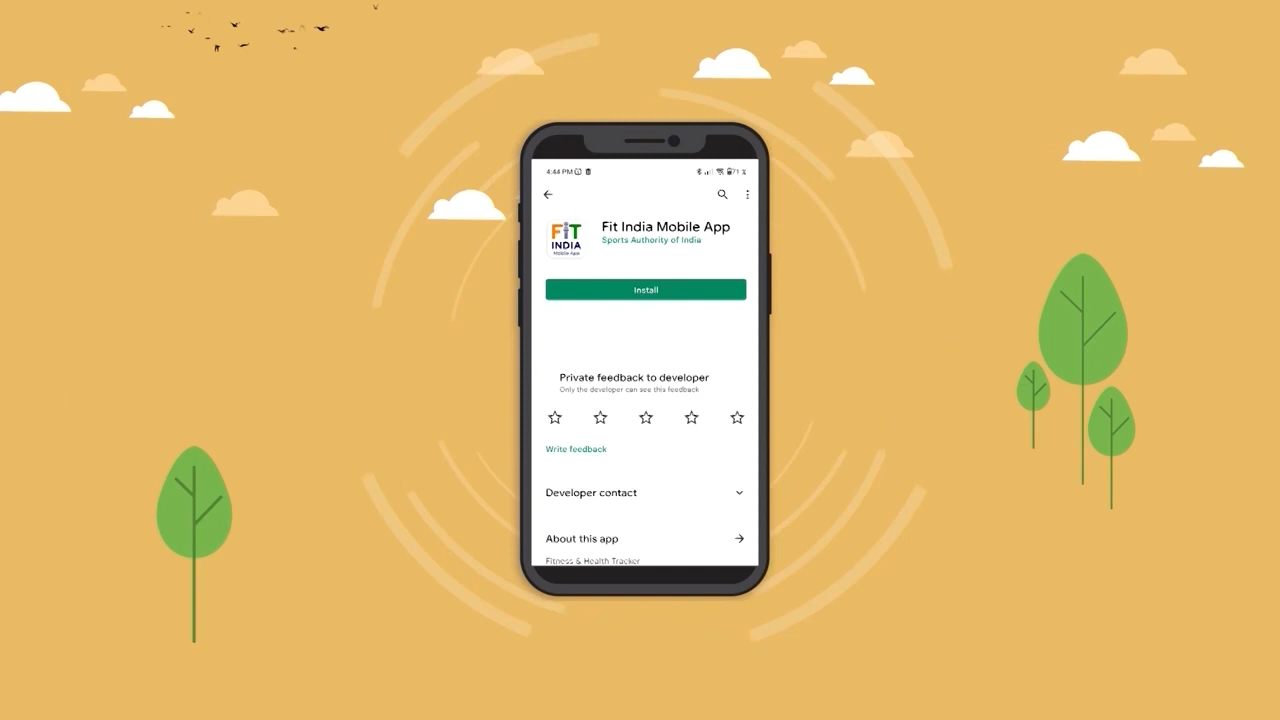 4:44 PM
71 %
FiT
INDIA
Mobile App
Fit India Mobile App
Sports Authority of India
Install
Private feedback to developer
Only the developer can see this feedback
Write feedback
Developer contact
About this app
Fitness & Health Tracker